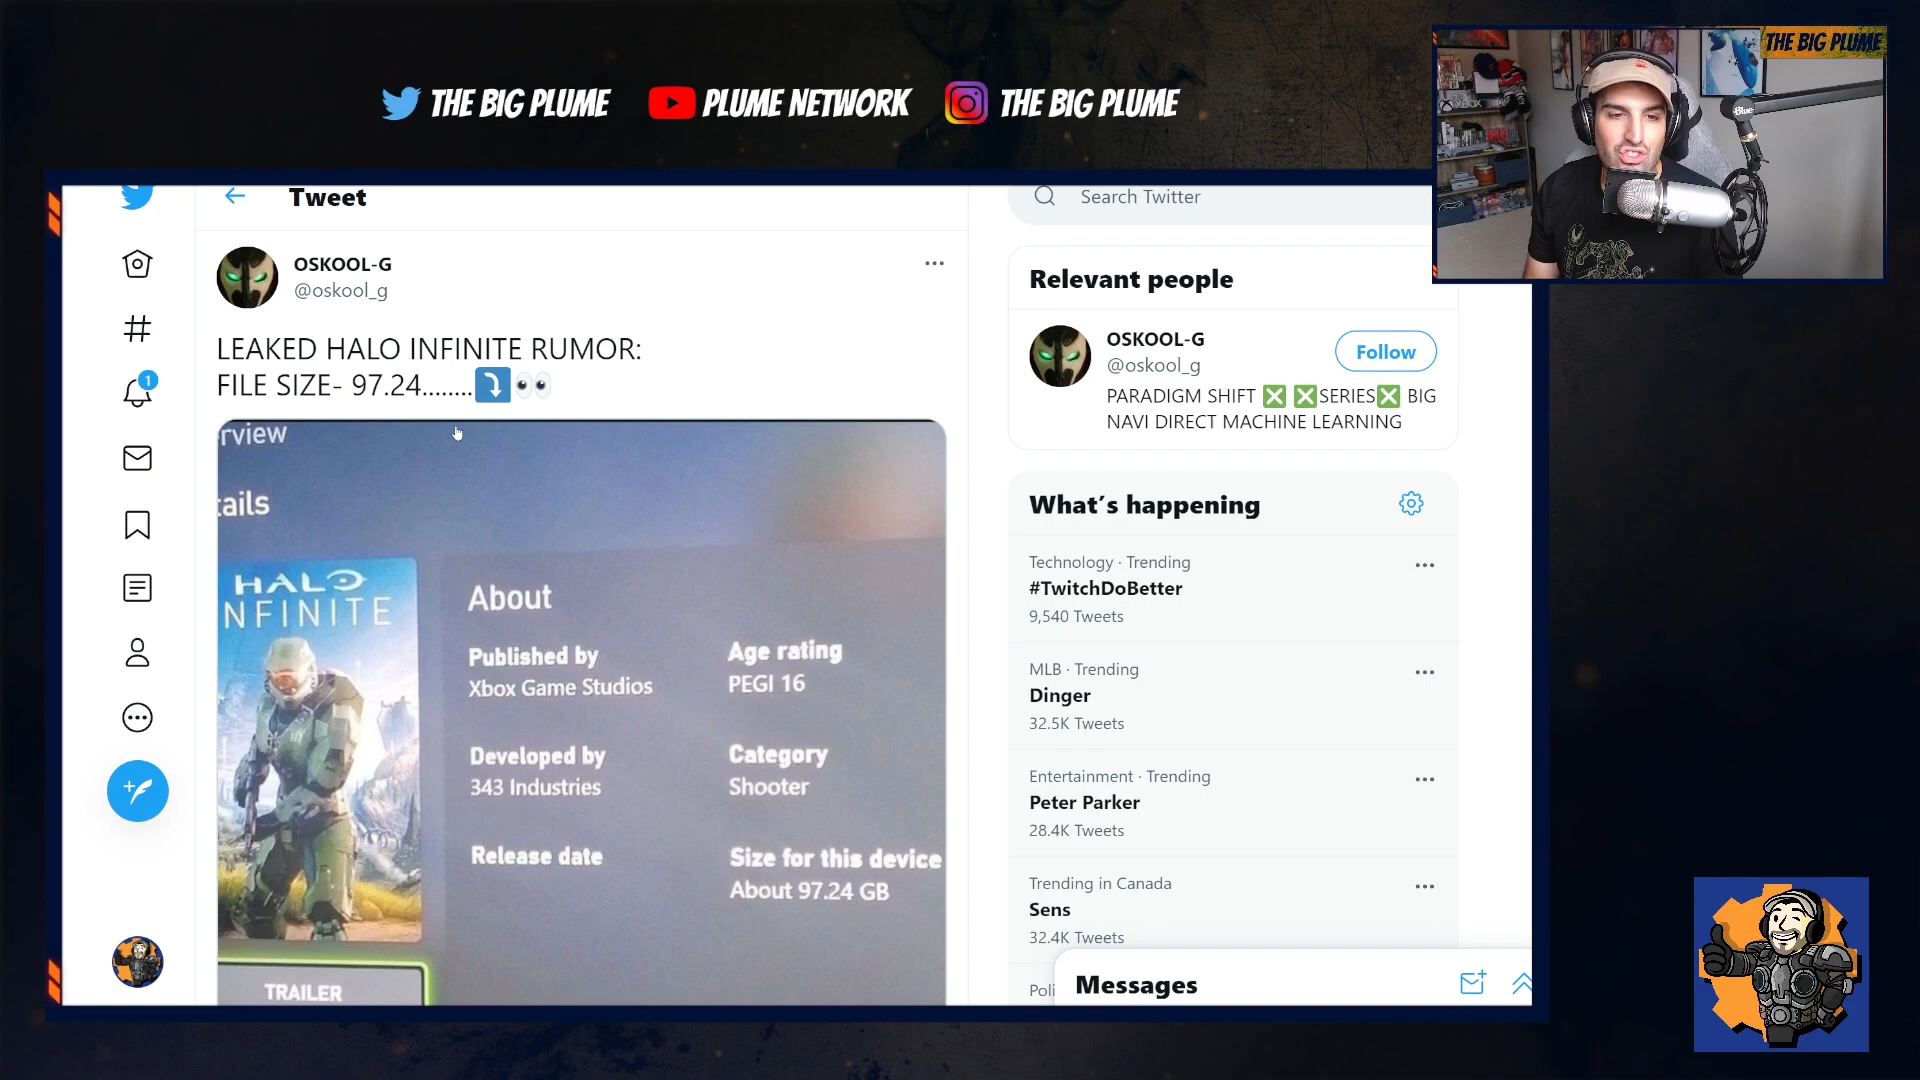 THE BIG PLUME
PLUME NETWORK
THE BIG PLUME
THE BIG PLUME
XBOX
Blue
Tweet
OSKOOL-G
@oskool_g
LEAKED HALO INFINITE RUMOR:
FILE SIZE- 97.24........⤵️👀
rview
tails
HALO
NFINITE
About
Published by
Xbox Game Studios
Age rating
PEGI 16
Developed by
343 Industries
Category
Shooter
Release date
Size for this device
About 97.24 GB
TRAILER
1
Search Twitter
Relevant people
OSKOOL-G
@oskool_g
Follow
PARADIGM SHIFT ❎ ❎SERIES❎ BIG
NAVI DIRECT MACHINE LEARNING
What's happening
Technology · Trending
#TwitchDoBetter
9,540 Tweets
MLB · Trending
Dinger
32.5K Tweets
Entertainment · Trending
Peter Parker
28.4K Tweets
Trending in Canada
Sens
32.4K Tweets
Poli
Messages